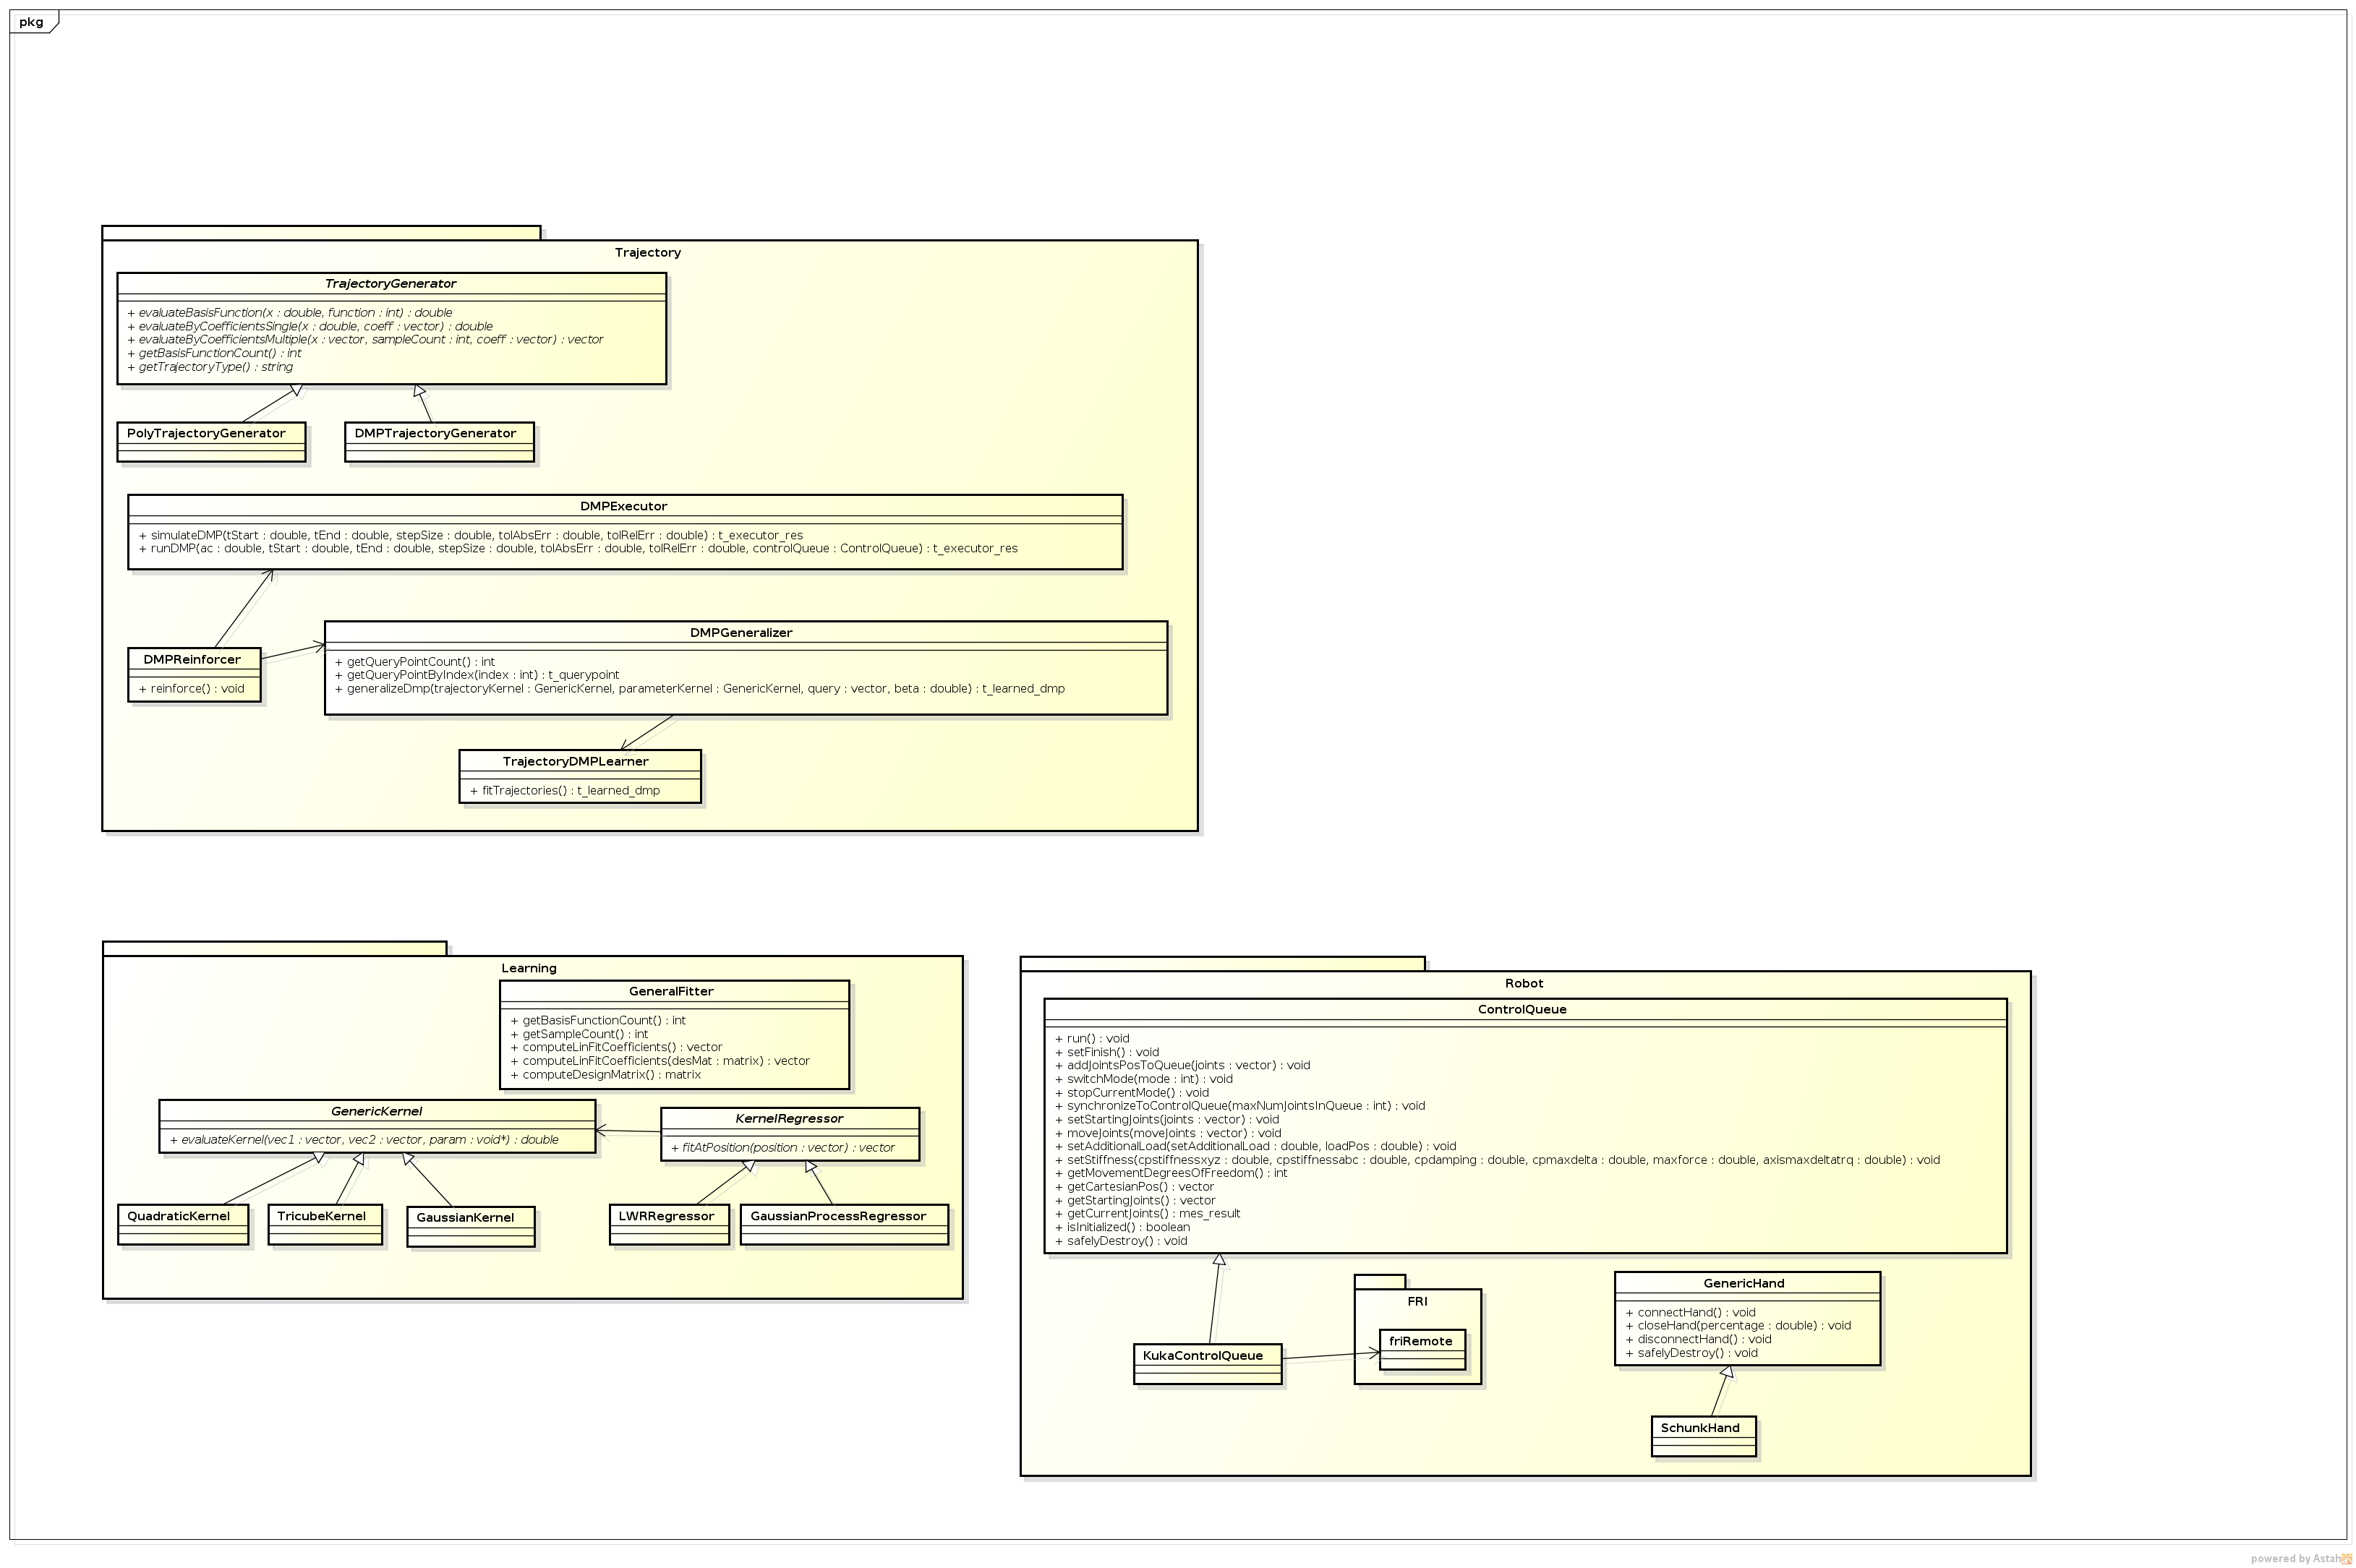 pkg
Trajectory
TrajectoryGenerator
+ evaluateBasisFunction(x : double, function : int) : double
+ evaluateByCoefficientsSingle(x : double, coeff : vector) : double
+ evaluateByCoefficientsMultiple(x : vector, sampleCount : int, coeff : vector) : vector
+ getBasisFunctionCount() : int
+ getTrajectoryType() : string
PolyTrajectoryGenerator
DMPTrajectoryGenerator
DMPExecutor
+ simulateDMP(tStart : double, tEnd : double, stepSize : double, tolAbsErr : double, tolRelErr : double) : t_executor_res
+ runDMP(ac : double, tStart : double, tEnd : double, stepSize : double, tolAbsErr : double, tolRelErr : double, controlQueue : ControlQueue) : t_executor_res
DMPReinforcer
+ reinforce() : void
DMPGeneralizer
+ getQueryPointCount() : int
+ getQueryPointByIndex(index : int) : t_querypoint
+ generalizeDmp(trajectoryKernel : GenericKernel, parameterKernel : GenericKernel, query : vector, beta : double) : t_learned_dmp
TrajectoryDMPLearner
+ fitTrajectories() : t_learned_dmp
Learning
GeneralFitter
+ getBasisFunctionCount() : int
+ getSampleCount() : int
+ computeLinFitCoefficients() : vector
+ computeLinFitCoefficients(desMat : matrix) : vector
+ computeDesignMatrix() : matrix
GenericKernel
+ evaluateKernel(vec1 : vector, vec2 : vector, param : void*) : double
KernelRegressor
+ fitAtPosition(position : vector) : vector
QuadraticKernel
TricubeKernel
GaussianKernel
LWRRegressor
GaussianProcessRegressor
Robot
ControlQueue
+ run() : void
+ setFinish() : void
+ addJointsPosToQueue(joints : vector) : void
+ switchMode(mode : int) : void
+ stopCurrentMode() : void
+ synchronizeToControlQueue(maxNumJointsInQueue : int) : void
+ setStartingJoints(joints : vector) : void
+ moveJoints(moveJoints : vector) : void
+ setAdditionalLoad(setAdditionalLoad : double, loadPos : double) : void
+ setStiffness(cpstiffnessxyz : double, cpstiffnessabc : double, cpdamping : double, cpmaxdelta : double, maxforce : double, axismaxdeltatrq : double) : void
+ getMovementDegreesOfFreedom() : int
+ getCartesianPos() : vector
+ getStartingJoints() : vector
+ getCurrentJoints() : mes_result
+ isInitialized() : boolean
+ safelyDestroy() : void
KukaControlQueue
FRI
friRemote
GenericHand
+ connectHand() : void
+ closeHand(percentage : double) : void
+ disconnectHand() : void
+ safelyDestroy() : void
SchunkHand
powered by Astah